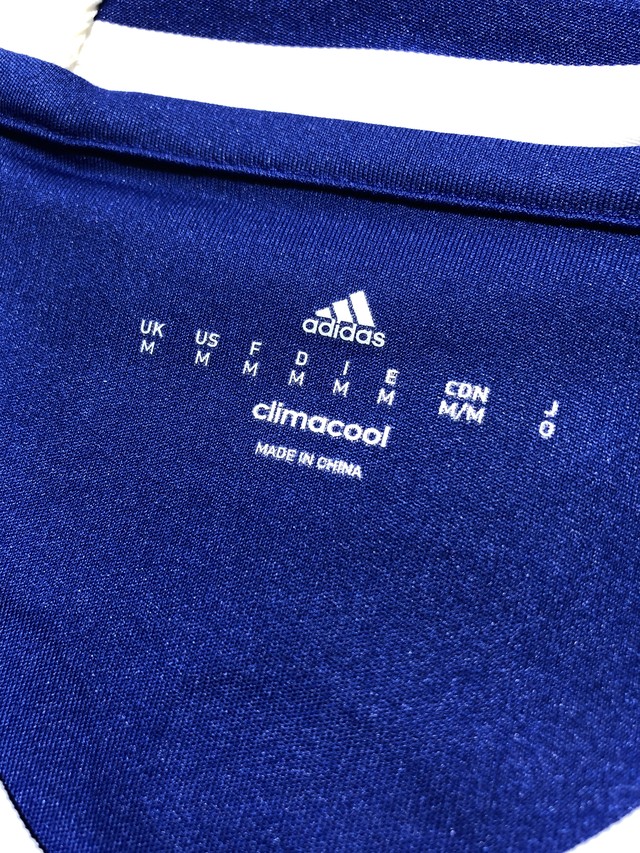 adidas
UK US F D I E CDN J
M M M M M M M/M O
climacool
MADE IN CHINA